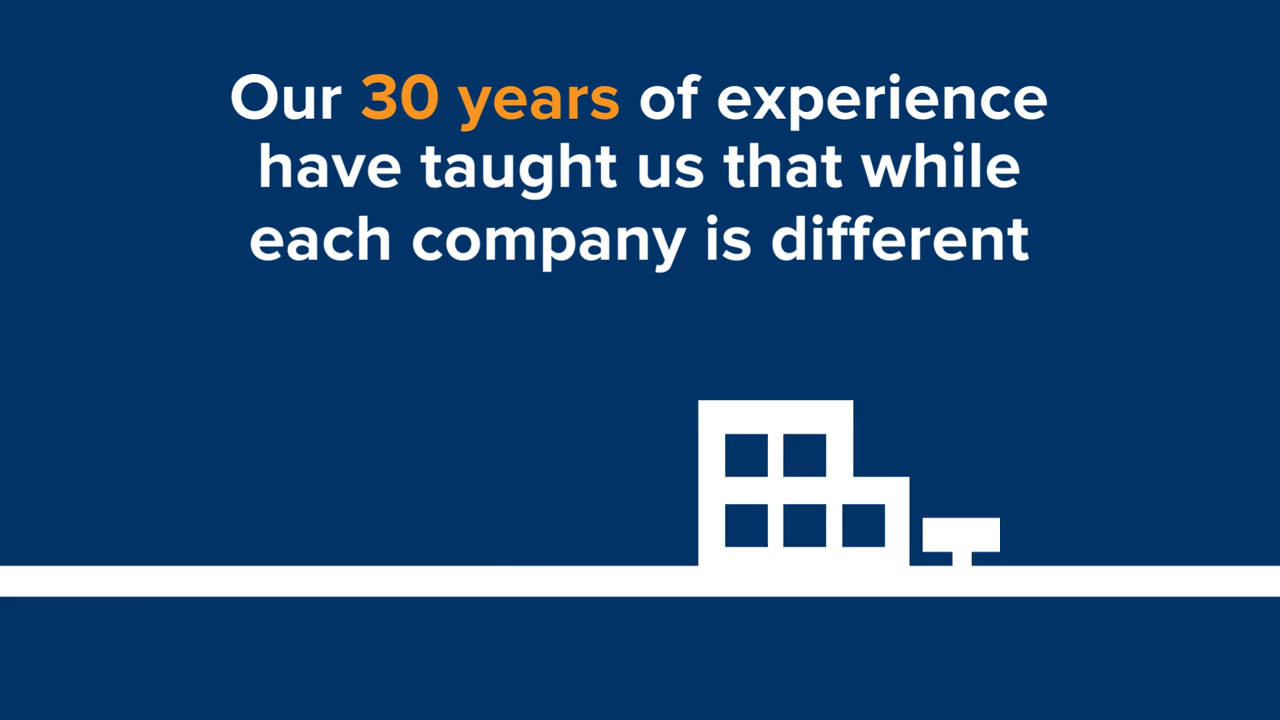 Our 30 years of experience
have taught us that while
each company is different